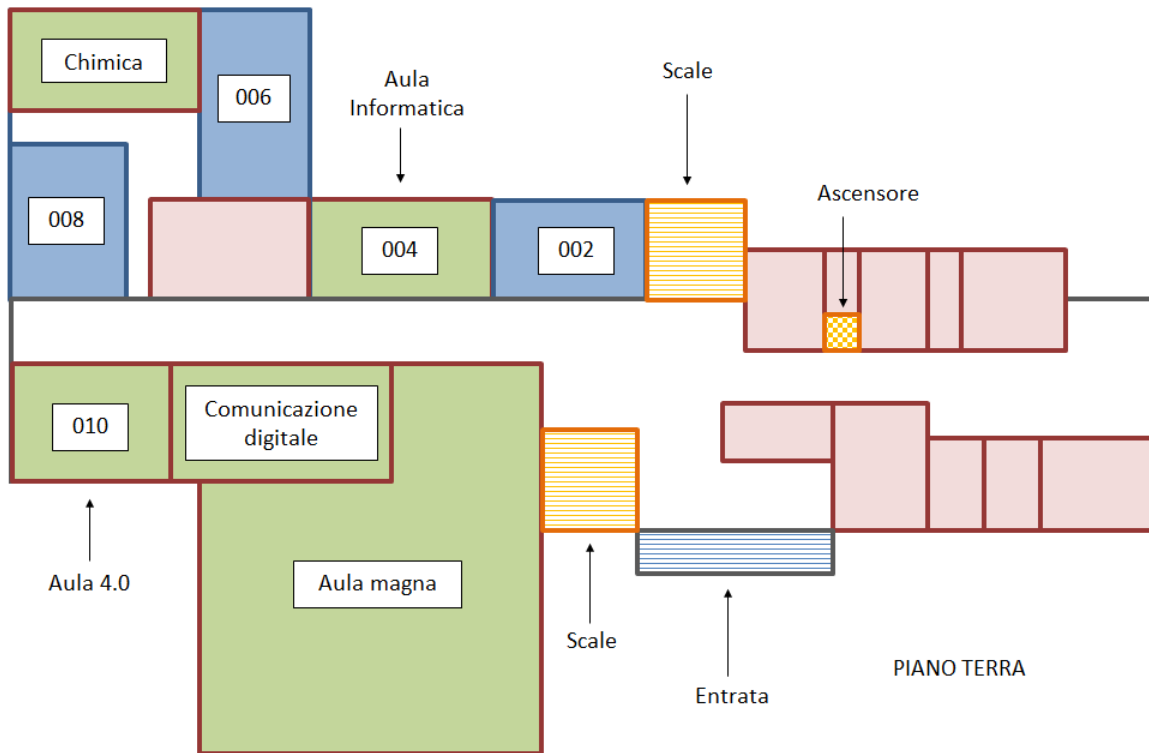 Chimica
006
Aula
Informatica
Scale
Ascensore
008
004
002
010
Comunicazione
digitale
Aula 4.0
Aula magna
Scale
Entrata
PIANO TERRA